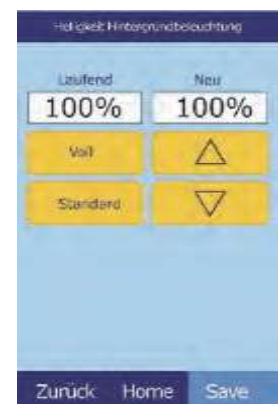 Helligkeit Hintergrundbeleuchtung
Laufend Neu
100% 100%
Voll
Standard
Zurück Home Save